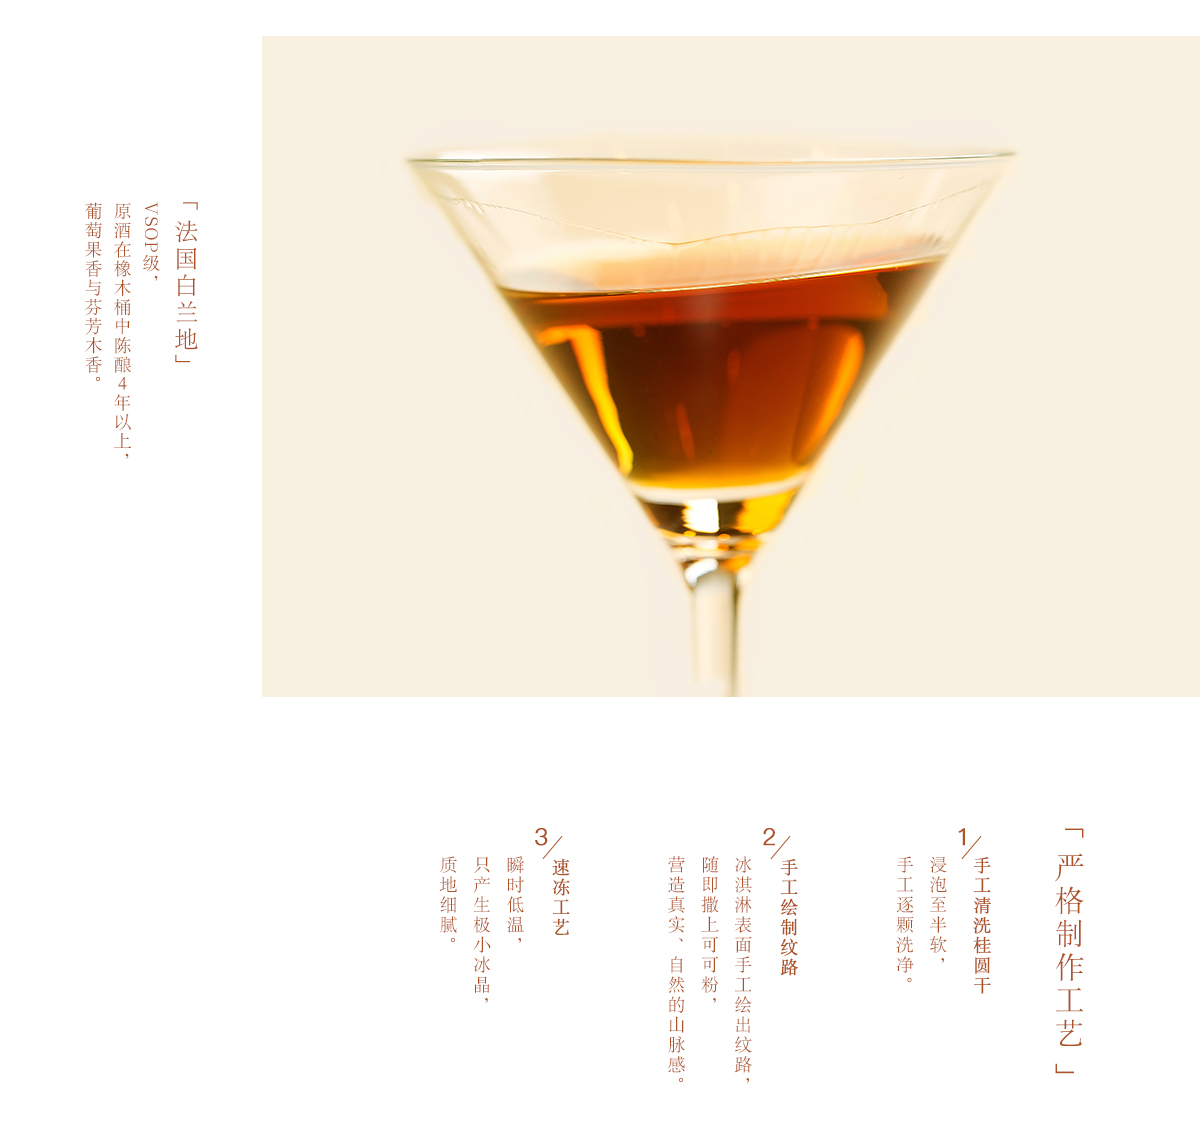 「法国白兰地」
VSOP级，
原酒在橡木桶中陈酿4年以上，
葡萄果香与芬芳木香。
「严格制作工艺」
1/手工清洗桂圆干
浸泡至半软，
手工逐颗洗净。
2/手工绘制纹路
冰淇淋表面手工绘出纹路，
随即撒上可可粉，
营造真实、自然的山脉感。
3/速冻工艺
瞬时低温，
只产生极小冰晶，
质地细腻。